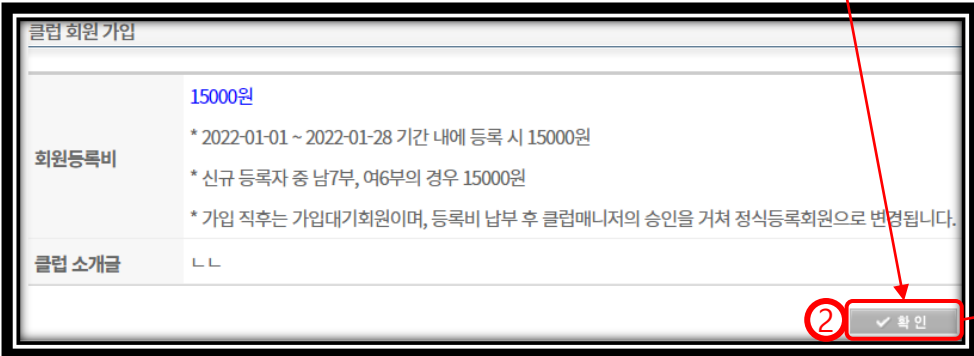 클럽 회원 가입
15000원
* 2022-01-01 ~ 2022-01-28 기간 내에 등록 시 15000원
회원등록비
* 신규 등록자 중 남7부, 여6부의 경우 15000원
* 가입 직후는 가입대기회원이며, 등록비 납부 후 클럽매니저의 승인을 거쳐 정식등록회원으로 변경됩니다.
클럽 소개글 ㄴㄴ
② ✓ 확인